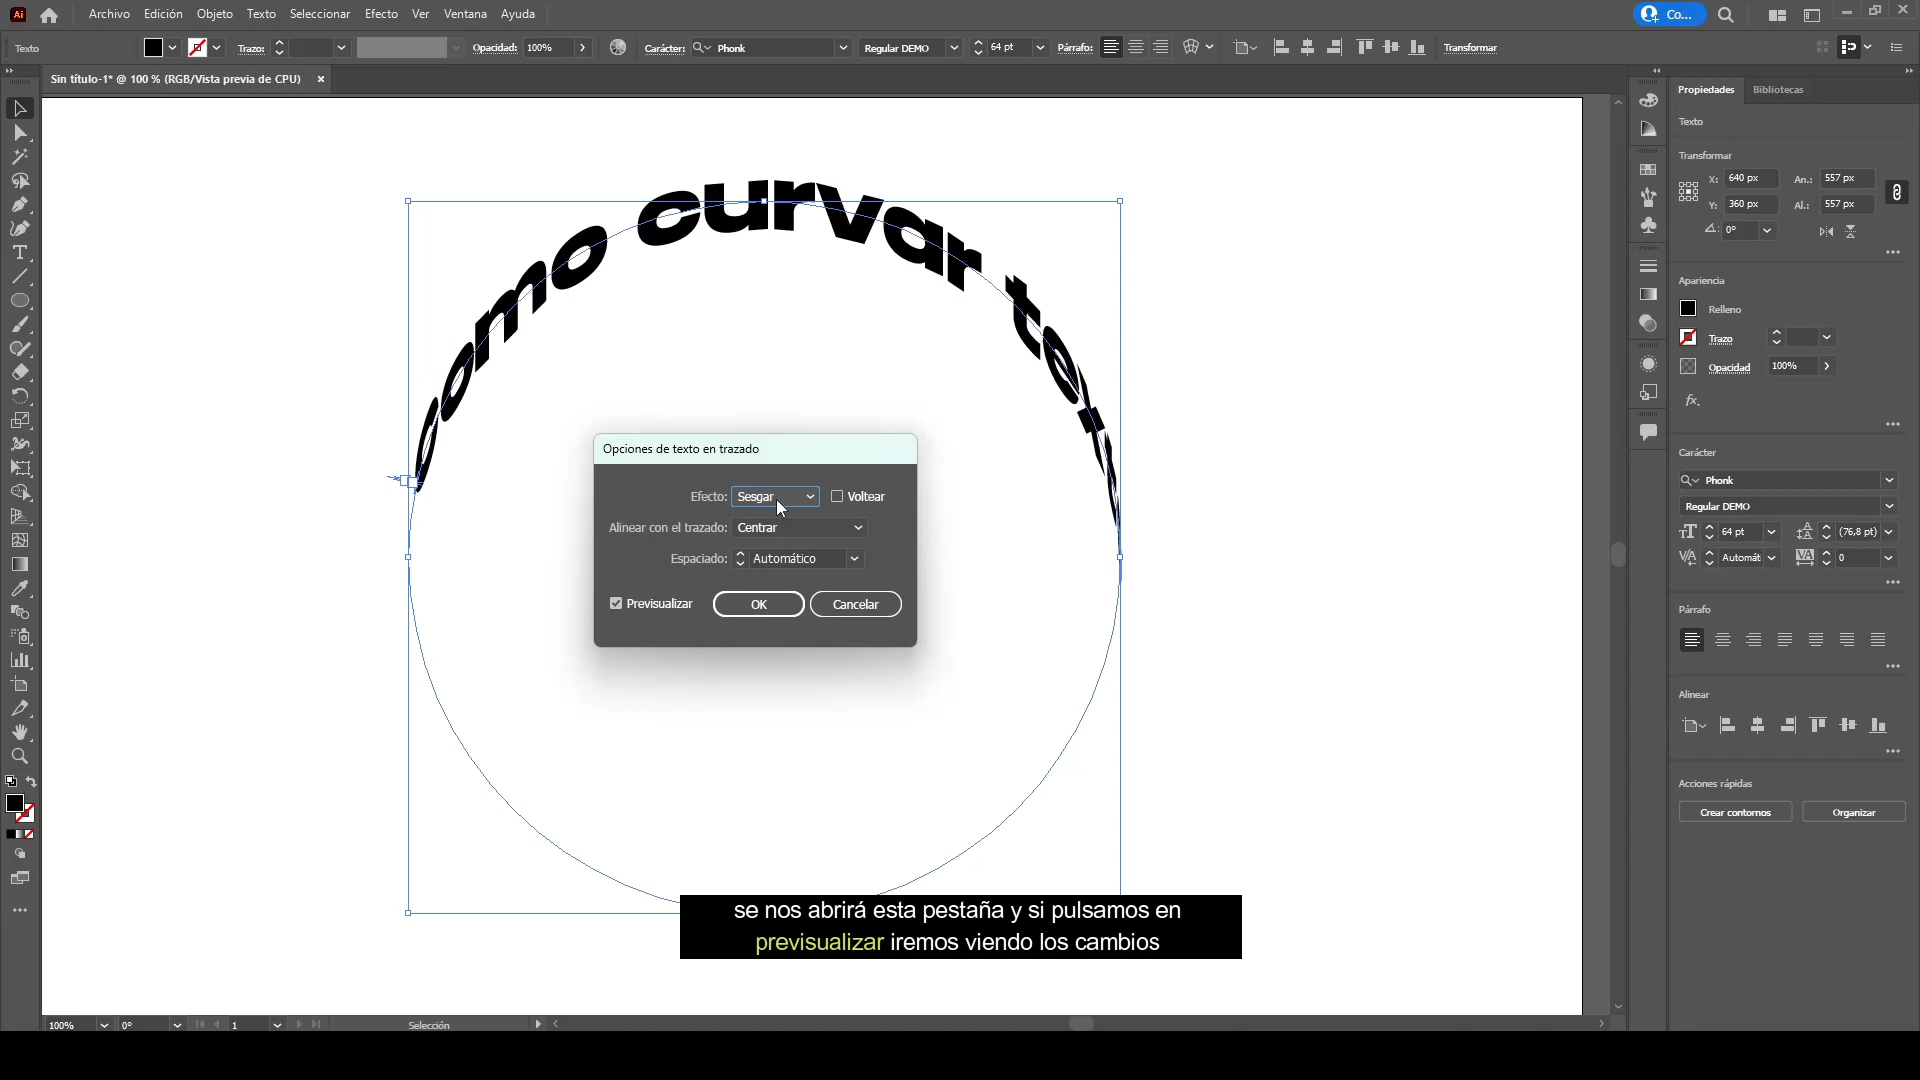 Archivo Edición Objeto Texto Seleccionar Efecto Ver Ventana Ayuda
Co...
Texto
Trazo:
Opacidad: 100%
Carácter: Phonk
Regular DEMO
64 pt
Párrafo:
Transformar
Sin título-1* @ 100 % (RGB/Vista previa de CPU)
como curvar texto
Opciones de texto en trazado
Efecto: Sesgar
Voltear
Alinear con el trazado: Centrar
Espaciado: Automático
Previsualizar
OK
Cancelar
se nos abrirá esta pestaña y si pulsamos en
previsualizar iremos viendo los cambios
100%
0°
1
Selección
Propiedades Bibliotecas
Texto
Transformar
X: 640 px An.: 557 px
Y: 360 px Al.: 557 px
0°
Apariencia
Relleno
Trazo
Opacidad 100%
fx.
Carácter
Phonk
Regular DEMO
64 pt (76,8 pt)
Automát 0
Párrafo
Alinear
Acciones rápidas
Crear contornos Organizar